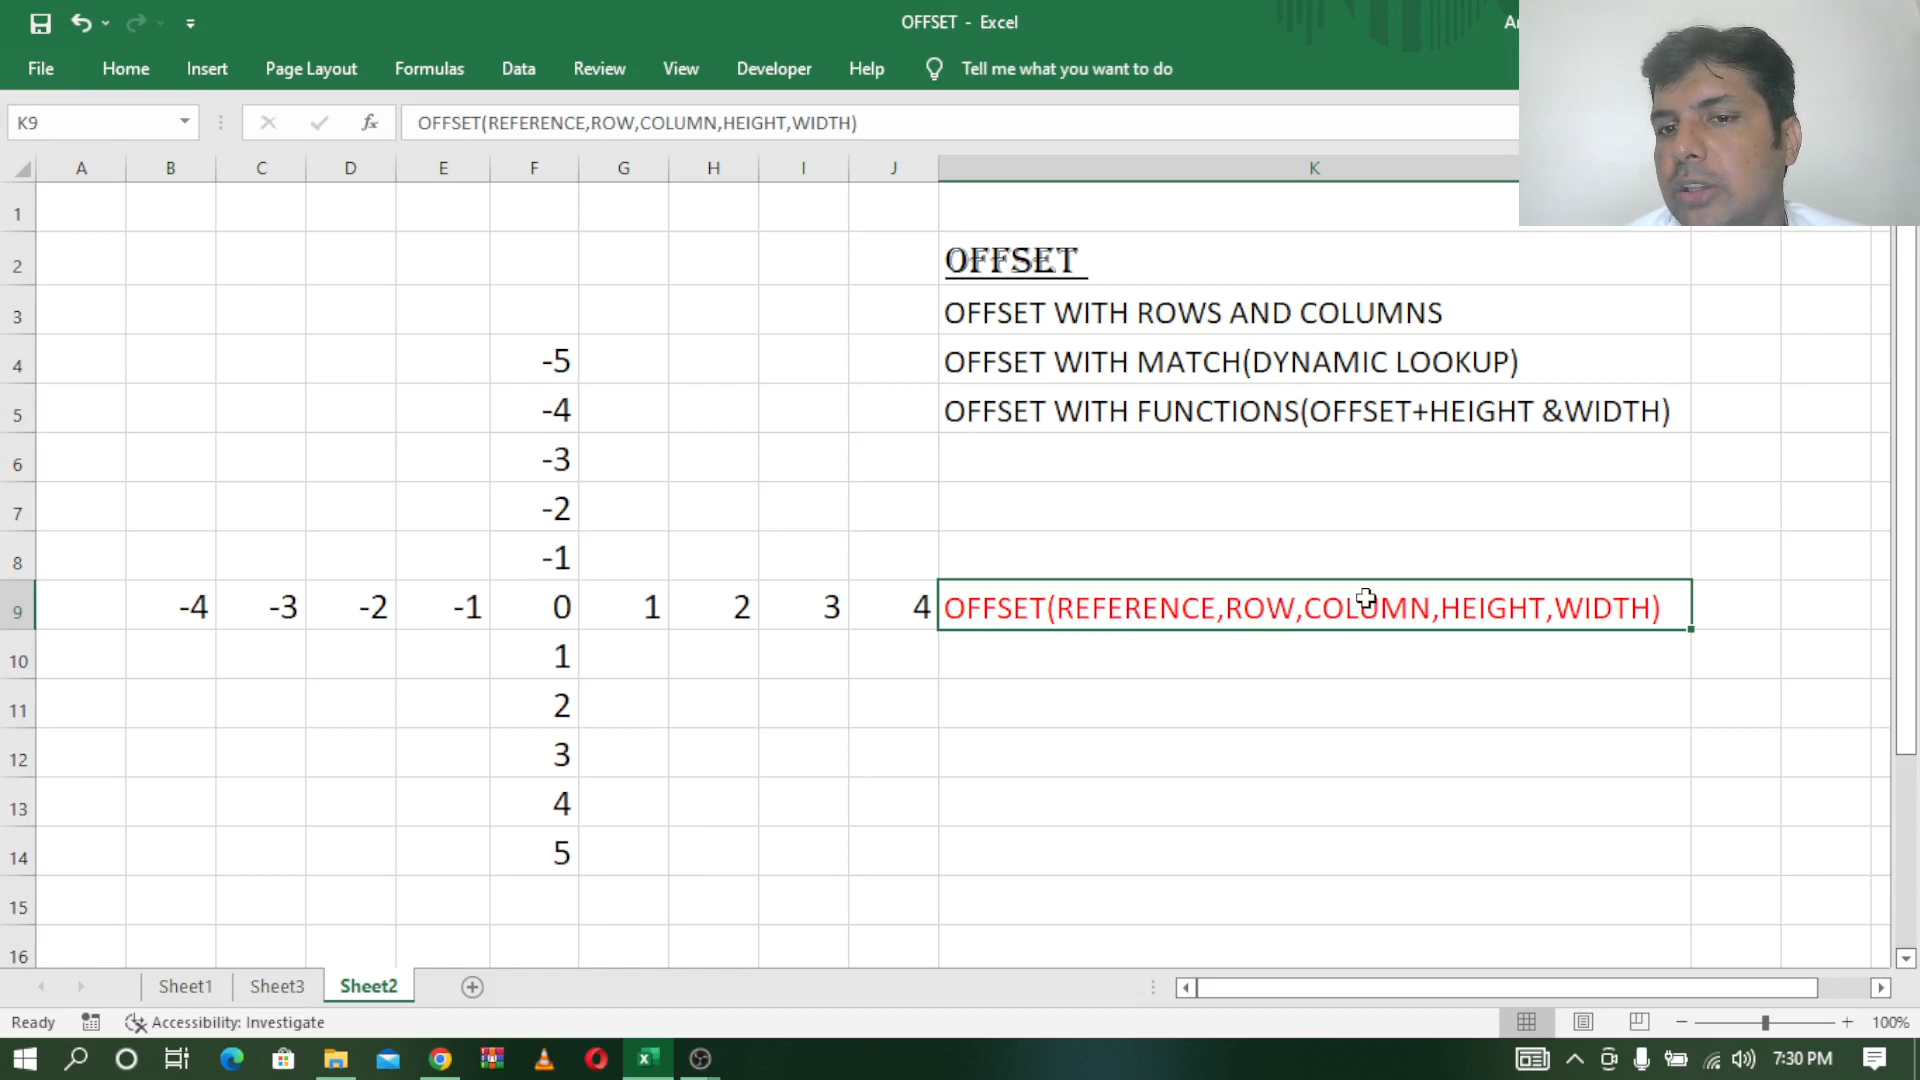 OFFSET - Excel
File Home Insert Page Layout Formulas Data Review View Developer Help Tell me what you want to do
K9 fx OFFSET(REFERENCE,ROW,COLUMN,HEIGHT,WIDTH)
A B C D E F G H I J K
1
2 OFFSET
3 OFFSET WITH ROWS AND COLUMNS
4 -5 OFFSET WITH MATCH(DYNAMIC LOOKUP)
5 -4 OFFSET WITH FUNCTIONS(OFFSET+HEIGHT &WIDTH)
6 -3
7 -2
8 -1
9 -4 -3 -2 -1 0 1 2 3 4 OFFSET(REFERENCE,ROW,COLUMN,HEIGHT,WIDTH)
10 1
11 2
12 3
13 4
14 5
15
16
Sheet1 Sheet3 Sheet2
Ready Accessibility: Investigate 100%
7:30 PM